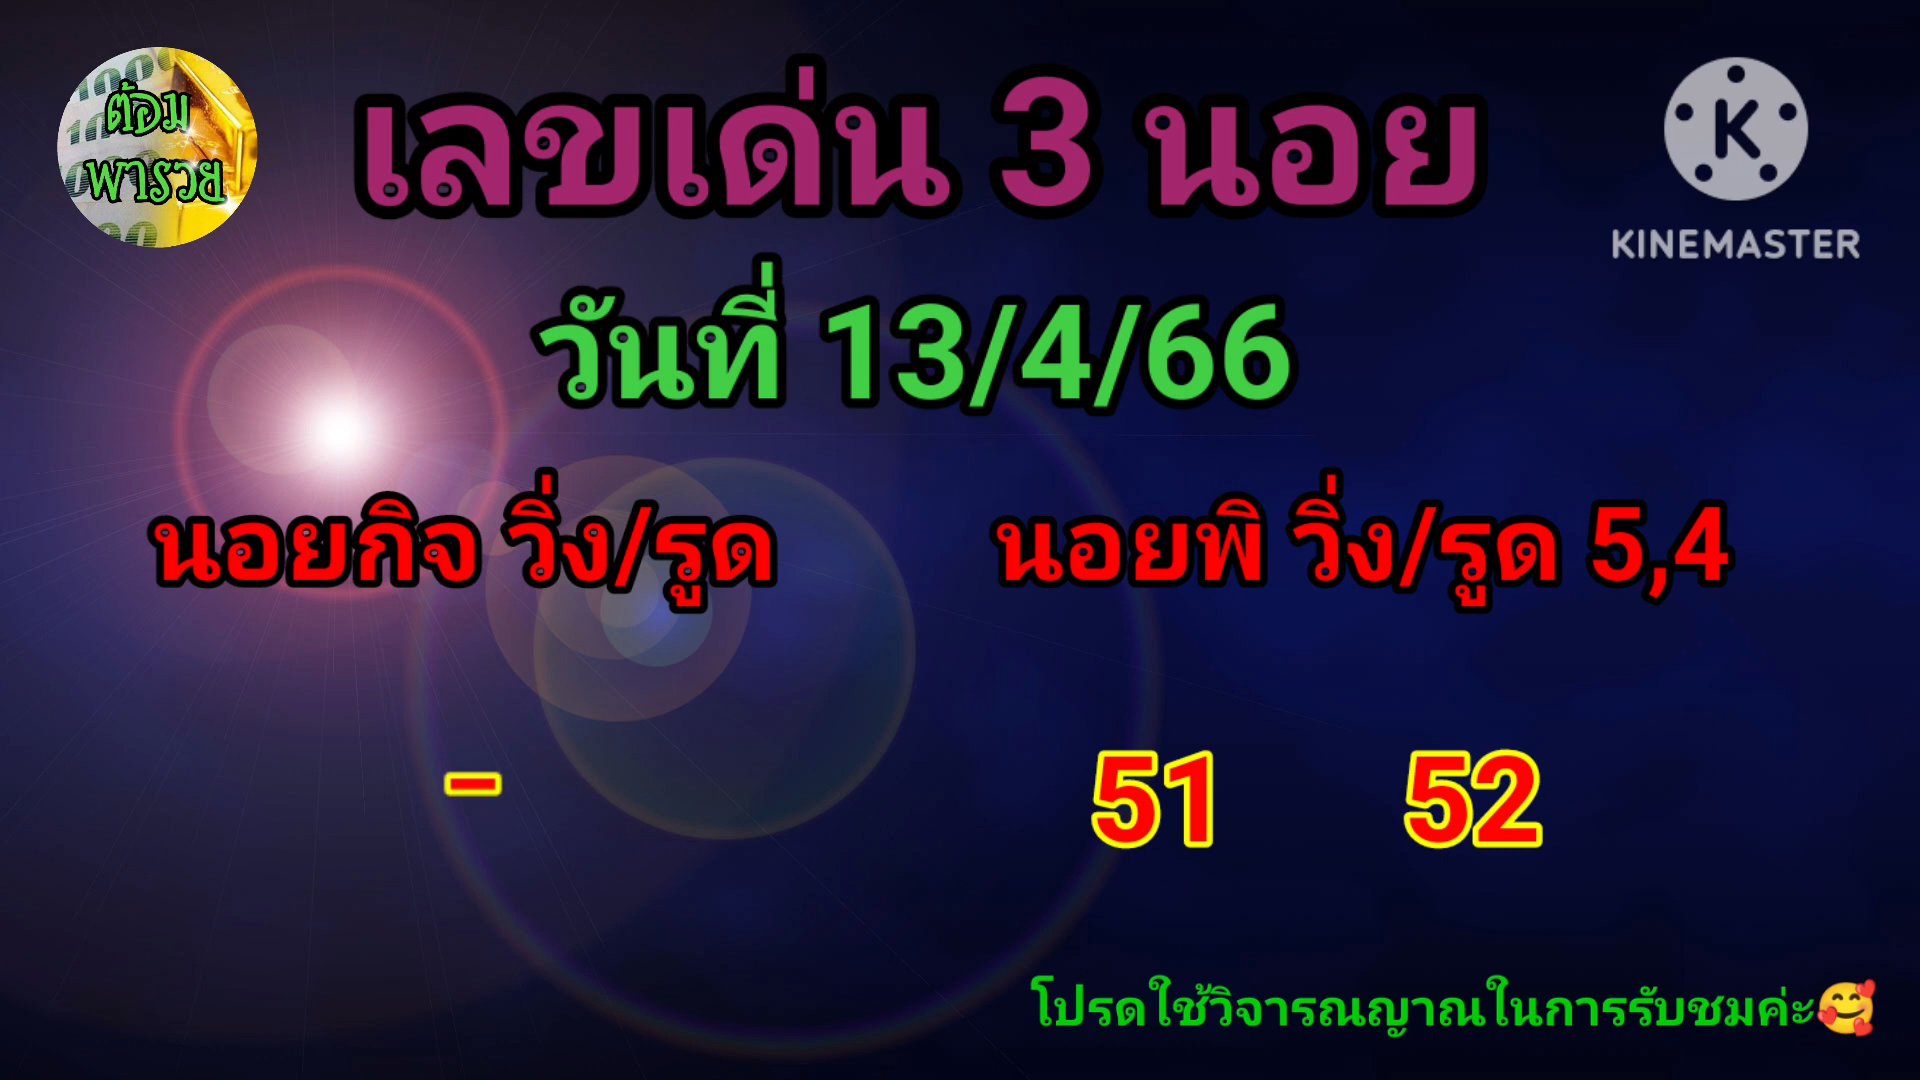 ต้อม
พารวย
เลขเด่น 3 นอย
KINEMASTER
วันที่ 13/4/66
นอยกิจ วิ่ง/รูด
นอยพิ วิ่ง/รูด 5,4
-
51 52
โปรดใช้วิจารณญาณในการรับชมค่ะ🥰